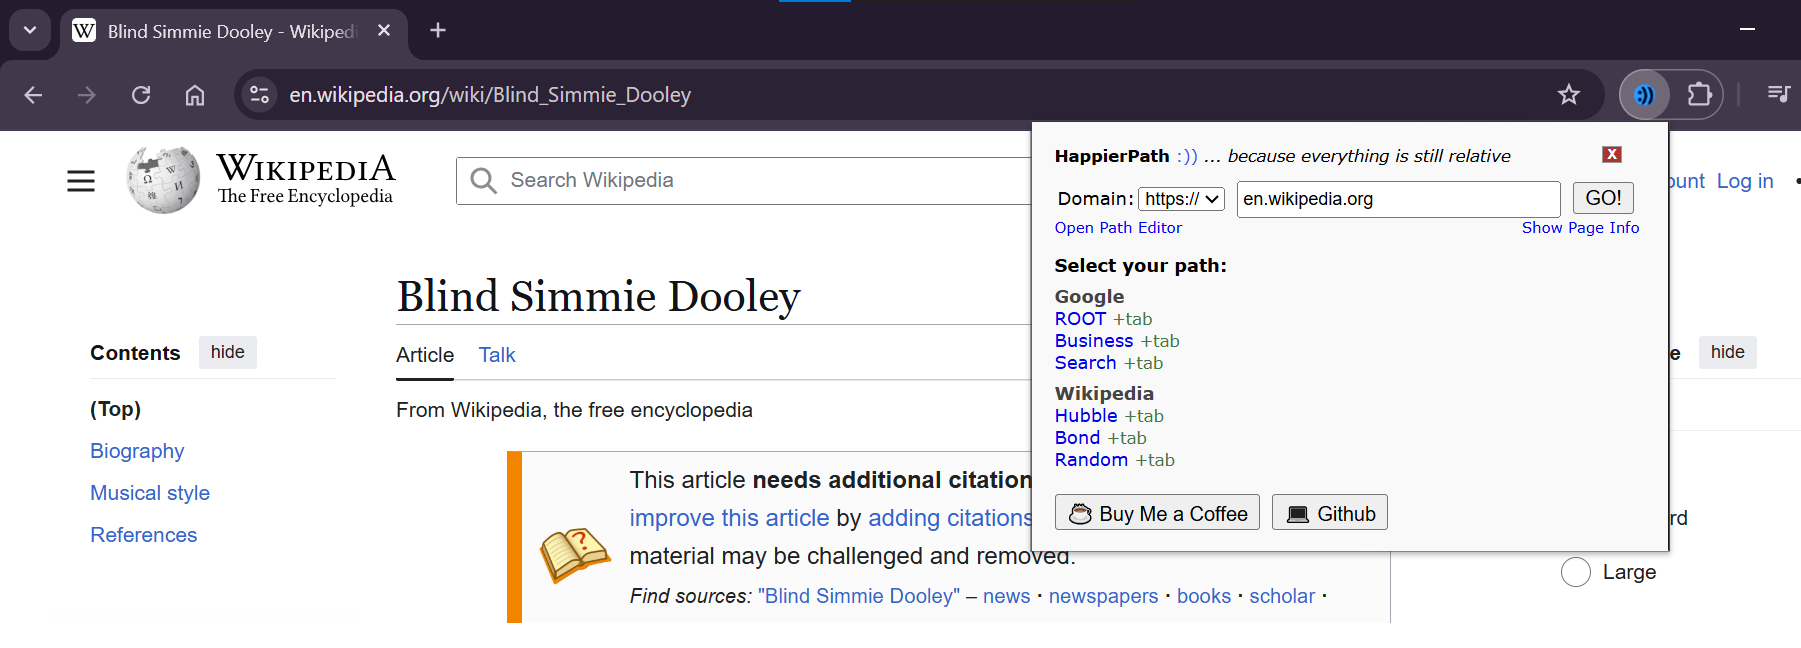 Blind Simmie Dooley - Wikiped
en.wikipedia.org/wiki/Blind_Simmie_Dooley
WIKIPEDIA
The Free Encyclopedia
Search Wikipedia
Log in
Blind Simmie Dooley
Contents hide
(Top)
Biography
Musical style
References
Article Talk
From Wikipedia, the free encyclopedia
This article needs additional citation
improve this article by adding citations
material may be challenged and removed.
Find sources: "Blind Simmie Dooley" – news · newspapers · books · scholar ·
HappierPath :)) ... because everything is still relative
X
Domain: https:// en.wikipedia.org GO!
Open Path Editor Show Page Info
Select your path:
Google
ROOT +tab
Business +tab
Search +tab
Wikipedia
Hubble +tab
Bond +tab
Random +tab
Buy Me a Coffee Github
hide
Large